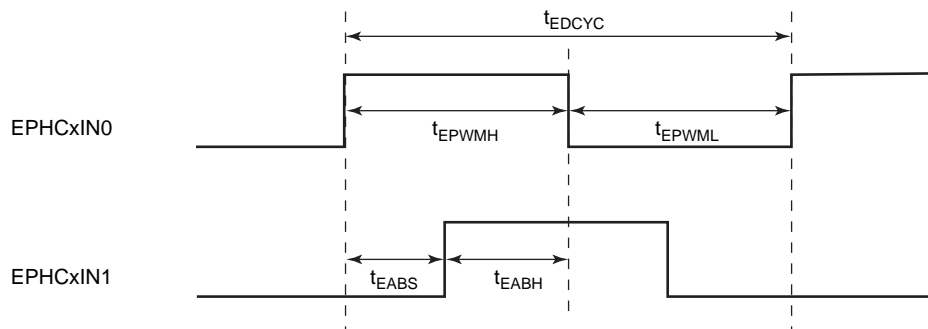 tEDCYC
EPHCxIN0
tEPWMH
tEPWML
EPHCxIN1
tEABS
tEABH